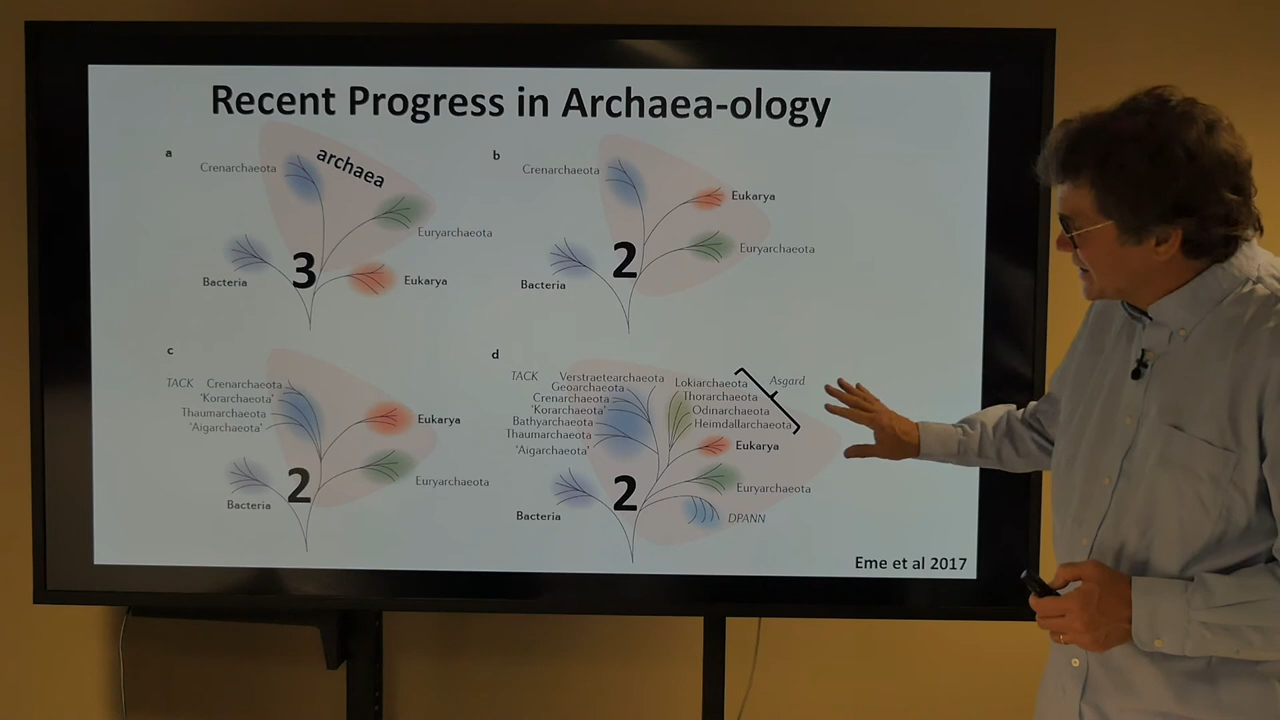 Recent Progress in Archaea-ology
a
archaea
Crenarchaeota
Euryarchaeota
Bacteria
3
Eukarya
b
Crenarchaeota
Eukarya
Euryarchaeota
Bacteria
2
c
TACK
Crenarchaeota
'Korarchaeota'
Thaumarchaeota
'Aigarchaeota'
Eukarya
Euryarchaeota
Bacteria
2
d
TACK
Verstraetearchaeota
Geoarchaeota
Crenarchaeota
'Korarchaeota'
Bathyarchaeota
Thaumarchaeota
'Aigarchaeota'
Lokiarchaeota
Thorarchaeota
Odinarchaeota
Heimdallarchaeota
Asgard
Eukarya
Euryarchaeota
DPANN
Bacteria
2
Eme et al 2017